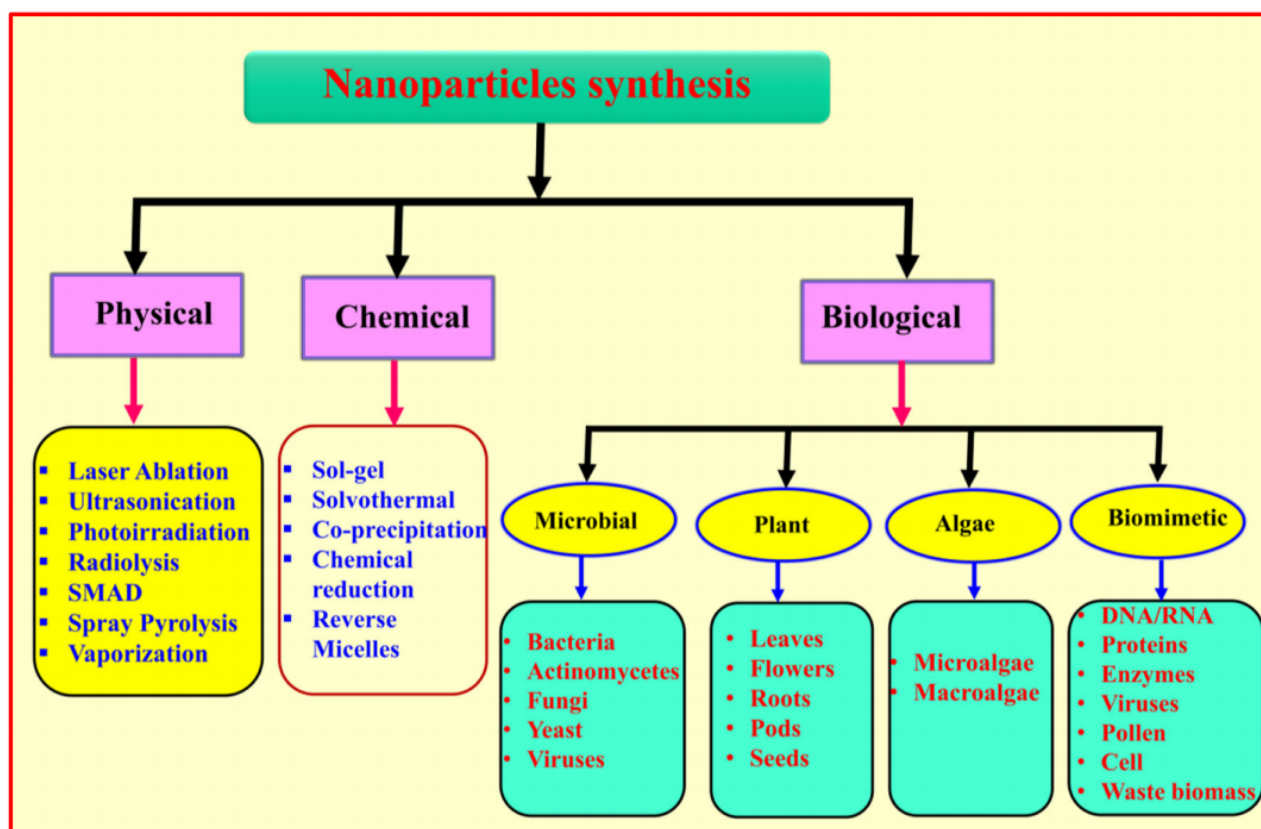 Nanoparticles synthesis
Physical
Chemical
Biological
Laser Ablation
Ultrasonication
Photoirradiation
Radiolysis
SMAD
Spray Pyrolysis
Vaporization
Sol-gel
Solvothermal
Co-precipitation
Chemical
reduction
Reverse
Micelles
Microbial
Plant
Algae
Biomimetic
Bacteria
Actinomycetes
Fungi
Yeast
Viruses
Leaves
Flowers
Roots
Pods
Seeds
Microalgae
Macroalgae
DNA/RNA
Proteins
Enzymes
Viruses
Pollen
Cell
Waste biomass